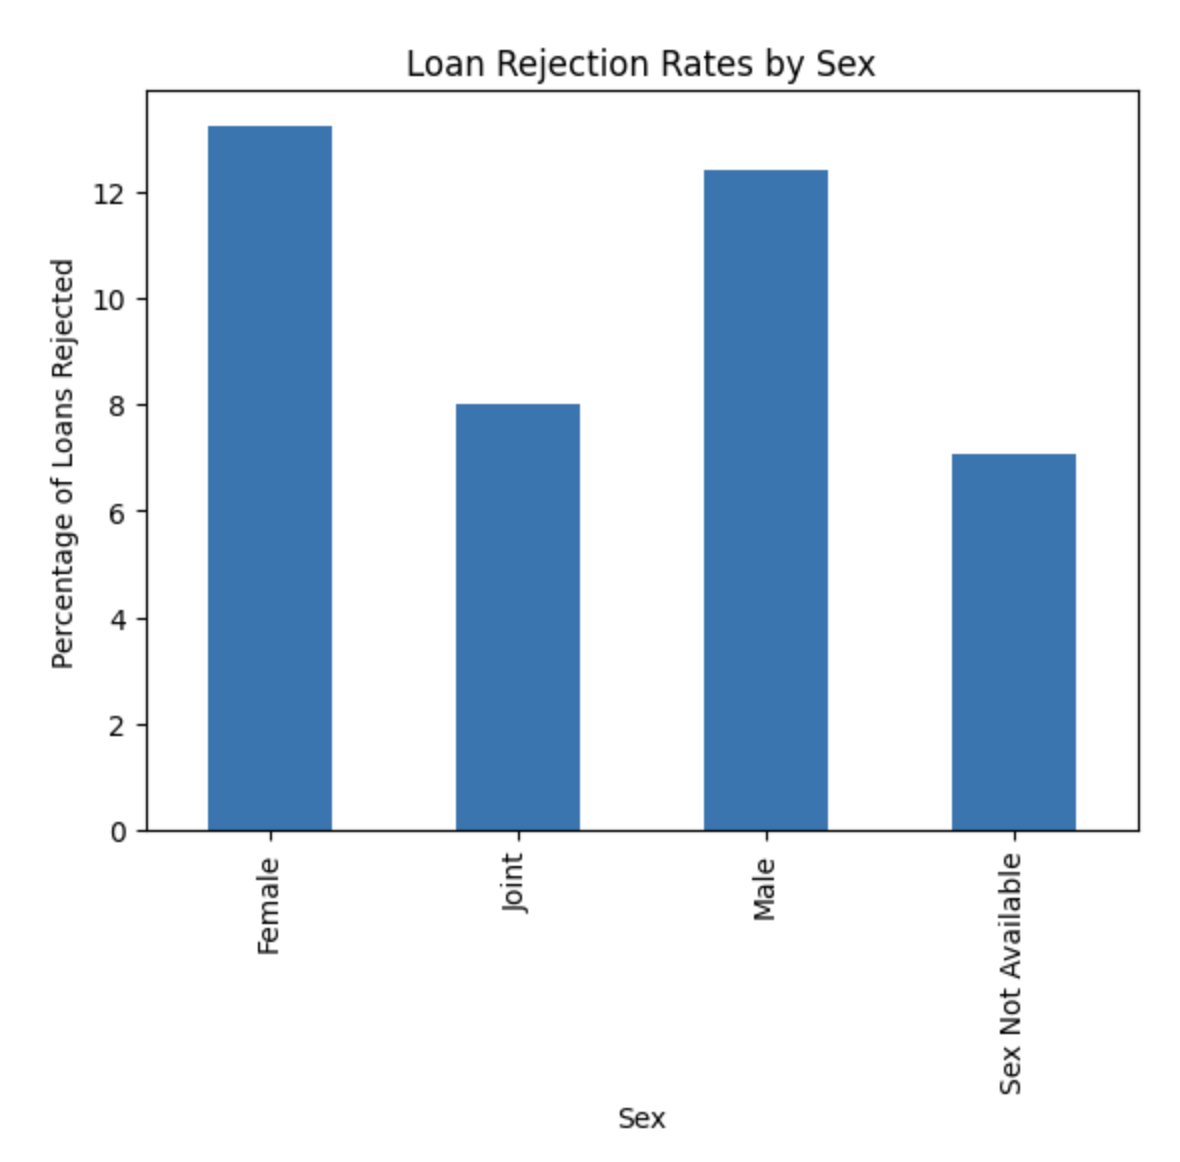 Loan Rejection Rates by Sex
Percentage of Loans Rejected
12
10
8
6
4
2
0
Female
Joint
Male
Sex Not Available
Sex